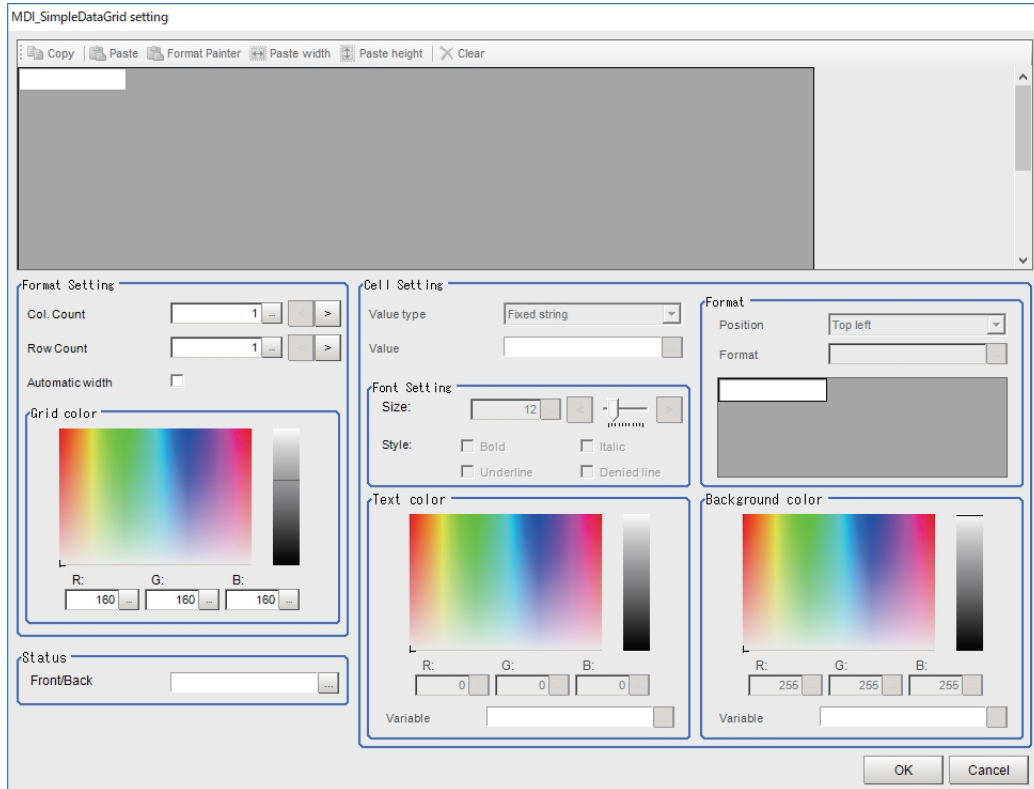 MDI_SimpleDataGrid setting
Copy Paste Format Painter Paste width Paste height Clear
Format Setting
Col. Count 1 ... < >
Row Count 1 ... < >
Automatic width
Grid color
R: G: B:
160 ... 160 ... 160 ...
Status
Front/Back ...
Cell Setting
Value type Fixed string
Value
Font Setting
Size: 12 ... < >
Style: Bold Italic
Underline Denied line
Format
Position Top left
Format ...
Text color
R: G: B:
0 0 0
Variable
Background color
R: G: B:
255 255 255
Variable
OK Cancel